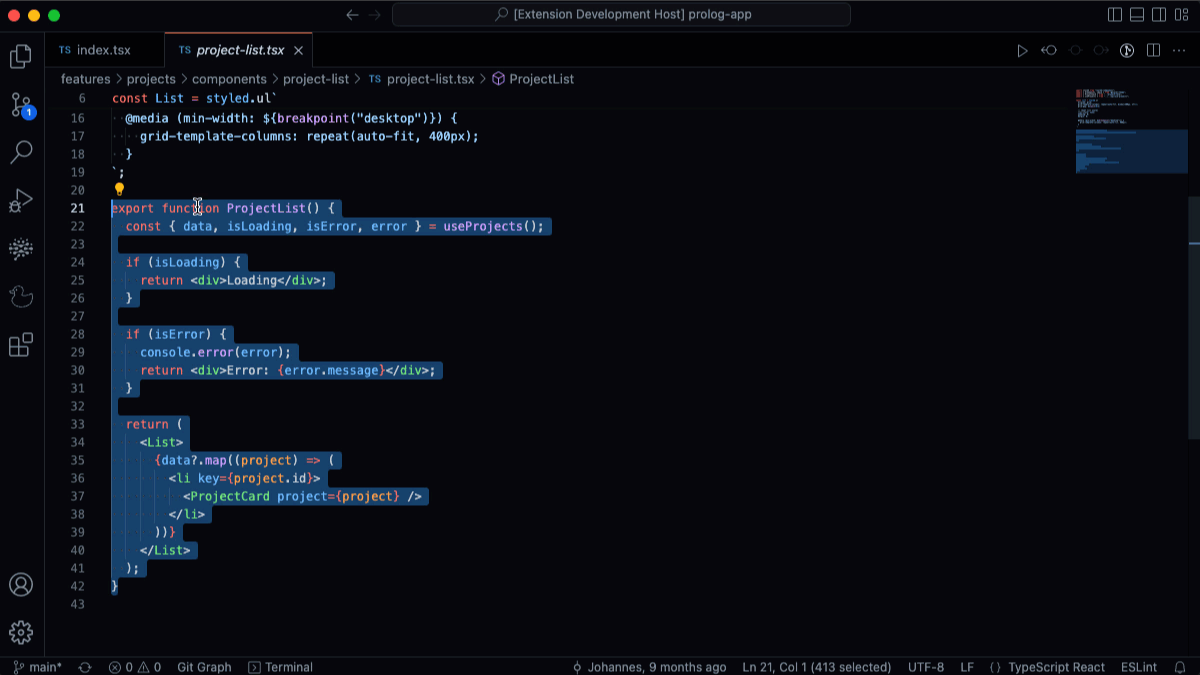 [Extension Development Host] prolog-app
TS index.tsx
TS project-list.tsx
features > projects > components > project-list > TS project-list.tsx > ProjectList
6 const List = styled.ul`
16 @media (min-width: ${breakpoint("desktop")}) {
17 grid-template-columns: repeat(auto-fit, 400px);
18 }
19 `;
20
21 export function ProjectList() {
22 const { data, isLoading, isError, error } = useProjects();
23
24 if (isLoading) {
25 return <div>Loading</div>;
26 }
27
28 if (isError) {
29 console.error(error);
30 return <div>Error: {error.message}</div>;
31 }
32
33 return (
34 <List>
35 {data?.map((project) => (
36 <li key={project.id}>
37 <ProjectCard project={project} />
38 </li>
39 ))}
40 </List>
41 );
42 }
43
1
main* 0 0 Git Graph Terminal Johannes, 9 months ago Ln 21, Col 1 (413 selected) UTF-8 LF {} TypeScript React ESLint